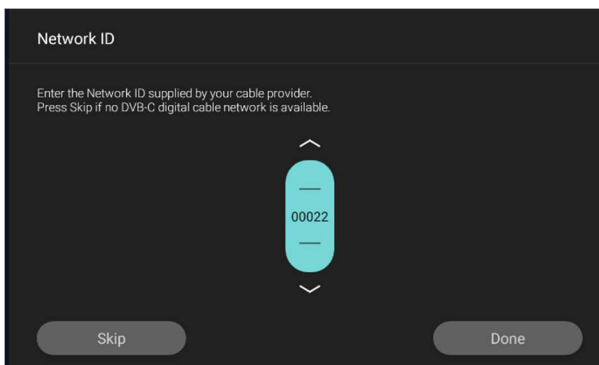 Network ID
Enter the Network ID supplied by your cable provider.
Press Skip if no DVB-C digital cable network is available.
00022
Skip
Done